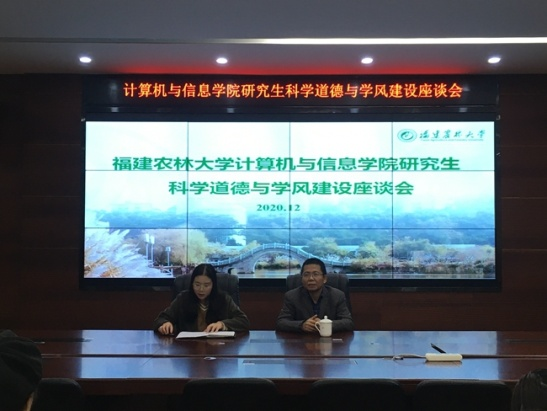 计算机与信息学院研究生科学道德与学风建设座谈会
福建农林大学
福建农林大学计算机与信息学院研究生
科学道德与学风建设座谈会
2020.12